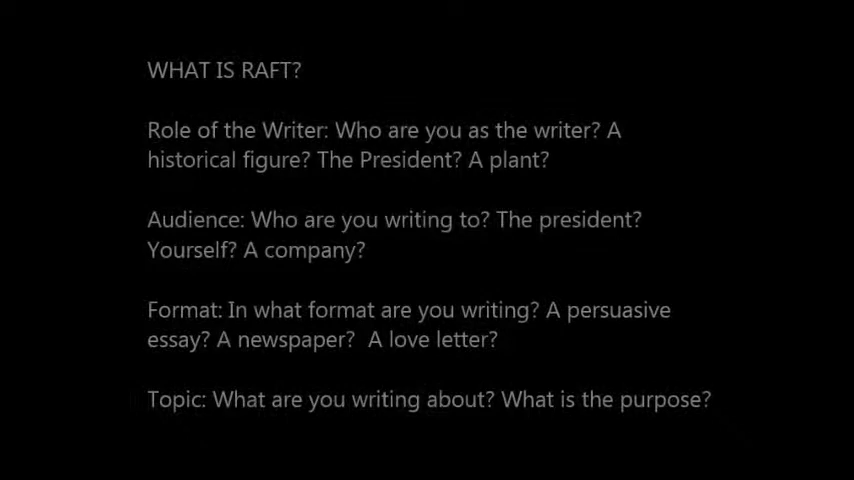 WHAT IS RAFT?
Role of the Writer: Who are you as the writer? A
historical figure? The President? A plant?
Audience: Who are you writing to? The president?
Yourself? A company?
Format: In what format are you writing? A persuasive
essay? A newspaper?  A love letter?
Topic: What are you writing about? What is the purpose?